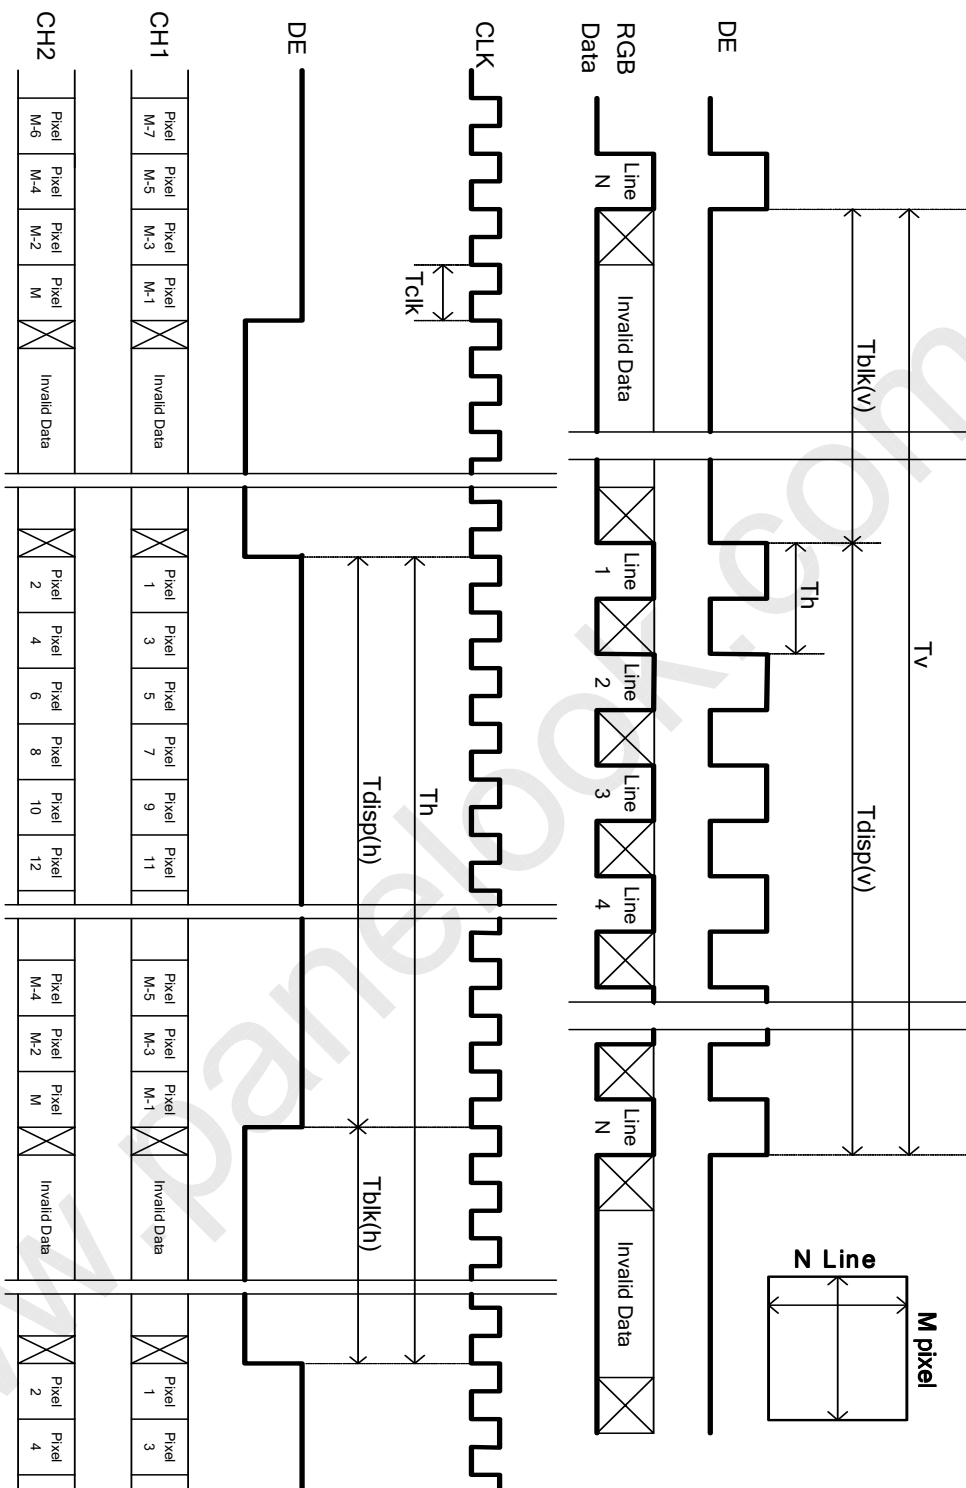 Tv
M pixel
N Line
Tblk(v) Tdisp(v)
Th
DE
RGB
Data
Line
N
Invalid Data
Line
1
Line
2
Line
3
Line
4
Line
N
Invalid Data
CLK
Tclk
Th
Tdisp(h) Tblk(h)
DE
CH1
Pixel
M-7
Pixel
M-5
Pixel
M-3
Pixel
M-1
Invalid Data
Pixel
1
Pixel
3
Pixel
5
Pixel
7
Pixel
9
Pixel
11
Pixel
M-5
Pixel
M-3
Pixel
M-1
Invalid Data
Pixel
1
Pixel
3
CH2
Pixel
M-6
Pixel
M-4
Pixel
M-2
Pixel
M
Invalid Data
Pixel
2
Pixel
4
Pixel
6
Pixel
8
Pixel
10
Pixel
12
Pixel
M-4
Pixel
M-2
Pixel
M
Invalid Data
Pixel
2
Pixel
4
w.panelook.com